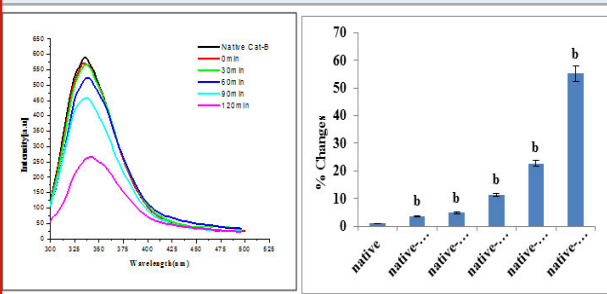 650
600
550
500
450
400
350
300
250
200
150
100
50
0
Intensity[a.u]
300 325 350 375 400 425 450 475 500 525
Wavelength(nm)
Native Cat-B
0min
30min
60min
90min
120min
70
60
50
40
30
20
10
0
% Changes
b
b
b
b
b
native
native-...
native-...
native-...
native-...
native-...